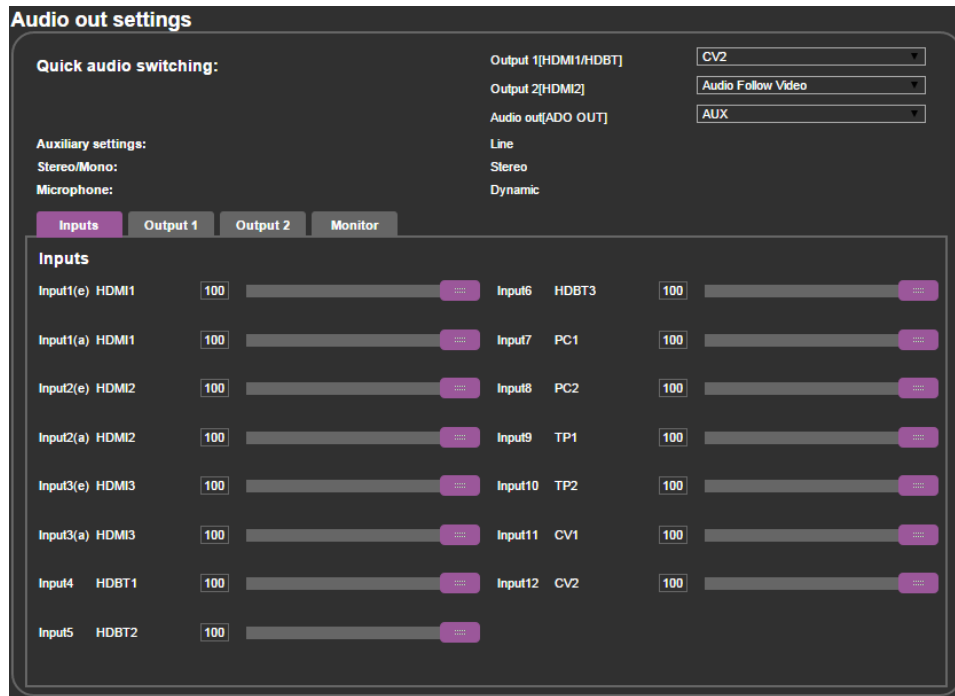 Audio out settings
Quick audio switching:
Output 1[HDMI1/HDBT] CV2
Output 2[HDMI2] Audio Follow Video
Audio out[ADO OUT] AUX
Auxiliary settings: Line
Stereo/Mono: Stereo
Microphone: Dynamic
Inputs Output 1 Output 2 Monitor
Inputs
Input1(e) HDMI1 100 Input6 HDBT3 100
Input1(a) HDMI1 100 Input7 PC1 100
Input2(e) HDMI2 100 Input8 PC2 100
Input2(a) HDMI2 100 Input9 TP1 100
Input3(e) HDMI3 100 Input10 TP2 100
Input3(a) HDMI3 100 Input11 CV1 100
Input4 HDBT1 100 Input12 CV2 100
Input5 HDBT2 100